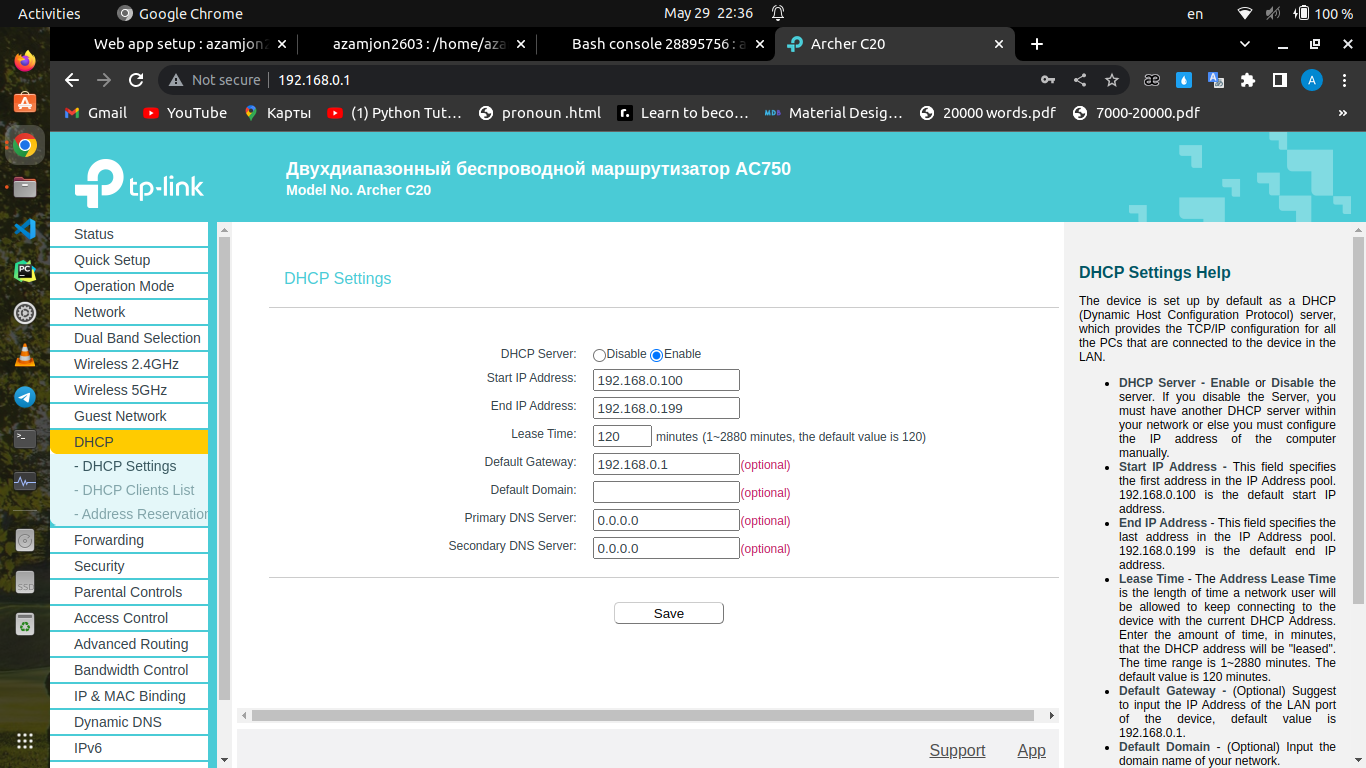 Activities
Google Chrome
May 29 22:36
en
100 %
Web app setup : azamjon2
azamjon2603 : /home/aza
Bash console 28895756 : a
Archer C20
Not secure
192.168.0.1
A
Gmail
YouTube
Карты
(1) Python Tut…
pronoun .html
Learn to beco…
Material Desig…
20000 words.pdf
7000-20000.pdf
»
tp-link
Двухдиапазонный беспроводной маршрутизатор AC750
Model No. Archer C20
Status
Quick Setup
Operation Mode
Network
Dual Band Selection
Wireless 2.4GHz
Wireless 5GHz
Guest Network
DHCP
- DHCP Settings
- DHCP Clients List
- Address Reservation
Forwarding
Security
Parental Controls
Access Control
Advanced Routing
Bandwidth Control
IP & MAC Binding
Dynamic DNS
IPv6
DHCP Settings
DHCP Server: Disable Enable
Start IP Address: 192.168.0.100
End IP Address: 192.168.0.199
Lease Time: 120 minutes (1~2880 minutes, the default value is 120)
Default Gateway: 192.168.0.1 (optional)
Default Domain: (optional)
Primary DNS Server: 0.0.0.0 (optional)
Secondary DNS Server: 0.0.0.0 (optional)
Save
Support
App
DHCP Settings Help
The device is set up by default as a DHCP
(Dynamic Host Configuration Protocol) server,
which provides the TCP/IP configuration for all
the PCs that are connected to the device in the
LAN.
• DHCP Server - Enable or Disable the
server. If you disable the Server, you
must have another DHCP server within
your network or else you must configure
the IP address of the computer
manually.
• Start IP Address - This field specifies
the first address in the IP Address pool.
192.168.0.100 is the default start IP
address.
• End IP Address - This field specifies the
last address in the IP Address pool.
192.168.0.199 is the default end IP
address.
• Lease Time - The Address Lease Time
is the length of time a network user will
be allowed to keep connecting to the
device with the current DHCP Address.
Enter the amount of time, in minutes,
that the DHCP address will be "leased".
The time range is 1~2880 minutes. The
default value is 120 minutes.
• Default Gateway - (Optional) Suggest
to input the IP Address of the LAN port
of the device, default value is
192.168.0.1.
• Default Domain - (Optional) Input the
domain name of your network.